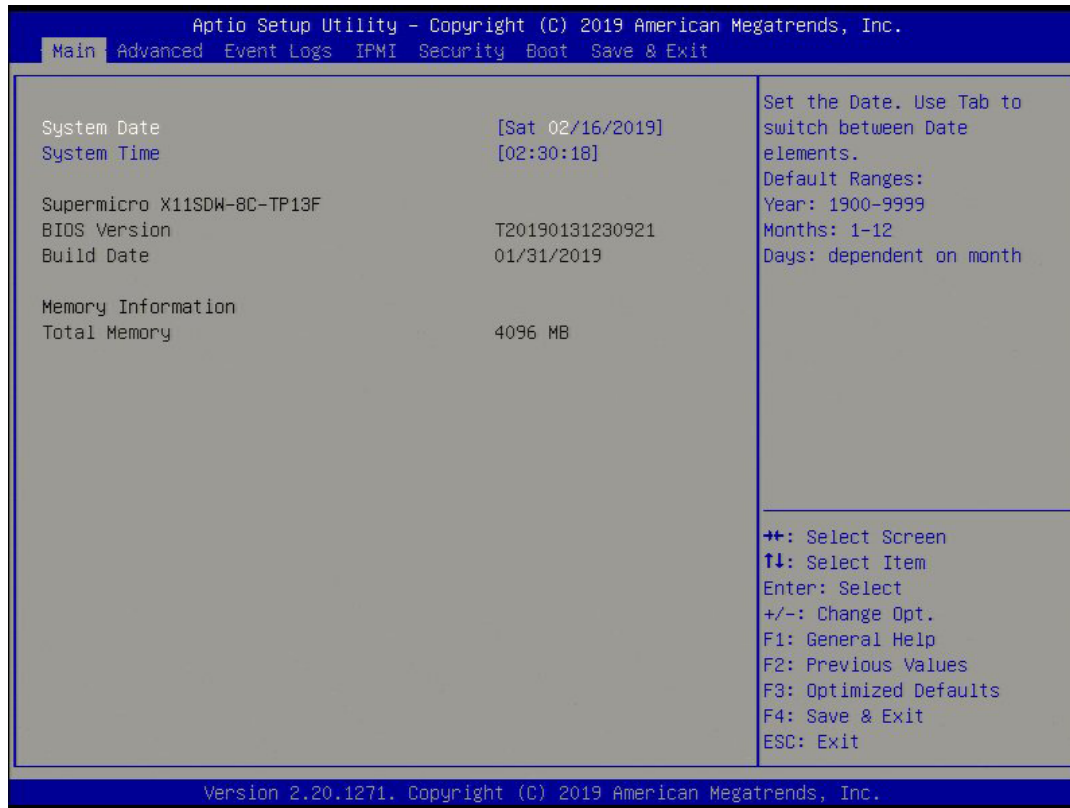 Aptio Setup Utility – Copyright (C) 2019 American Megatrends, Inc.
Main Advanced Event Logs IPMI Security Boot Save & Exit
System Date [Sat 02/16/2019]
System Time [02:30:18]
Supermicro X11SDW-8C-TP13F
BIOS Version T20190131230921
Build Date 01/31/2019
Memory Information
Total Memory 4096 MB
Set the Date. Use Tab to
switch between Date
elements.
Default Ranges:
Year: 1900-9999
Months: 1-12
Days: dependent on month
→←: Select Screen
↑↓: Select Item
Enter: Select
+/-: Change Opt.
F1: General Help
F2: Previous Values
F3: Optimized Defaults
F4: Save & Exit
ESC: Exit
Version 2.20.1271. Copyright (C) 2019 American Megatrends, Inc.